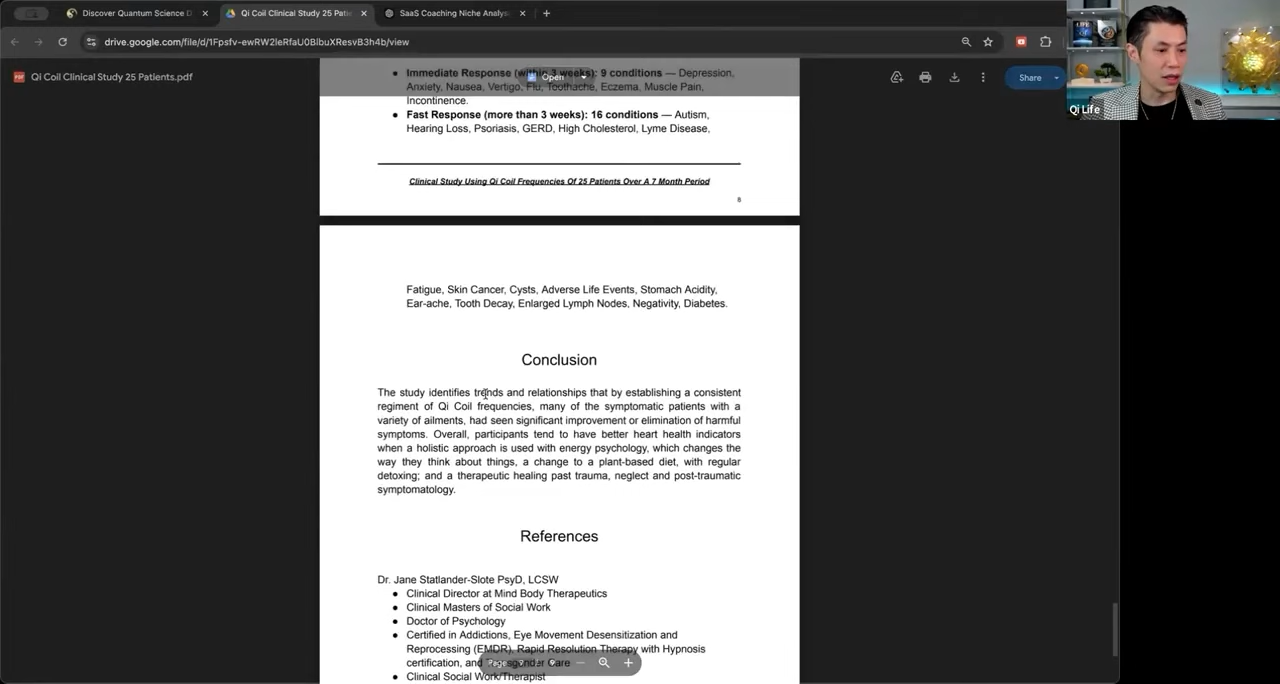 Discover Quantum Science D
Qi Coil Clinical Study 25 Patie
SaaS Coaching Niche Analys
drive.google.com/file/d/1Fpsfv-ewRW2leRfaU0BlbuXResvB3h4b/view
Qi Coil Clinical Study 25 Patients.pdf
Open
Share
Qi Life
• Immediate Response (within 3 weeks): 9 conditions — Depression,
Anxiety, Nausea, Vertigo, Flu, Toothache, Eczema, Muscle Pain,
Incontinence.
• Fast Response (more than 3 weeks): 16 conditions — Autism,
Hearing Loss, Psoriasis, GERD, High Cholesterol, Lyme Disease,
Clinical Study Using Qi Coil Frequencies Of 25 Patients Over A 7 Month Period
8
Fatigue, Skin Cancer, Cysts, Adverse Life Events, Stomach Acidity,
Ear-ache, Tooth Decay, Enlarged Lymph Nodes, Negativity, Diabetes.
Conclusion
The study identifies trends and relationships that by establishing a consistent
regiment of Qi Coil frequencies, many of the symptomatic patients with a
variety of ailments, had seen significant improvement or elimination of harmful
symptoms. Overall, participants tend to have better heart health indicators
when a holistic approach is used with energy psychology, which changes the
way they think about things, a change to a plant-based diet, with regular
detoxing; and a therapeutic healing past trauma, neglect and post-traumatic
symptomatology.
References
Dr. Jane Statlander-Slote PsyD, LCSW
• Clinical Director at Mind Body Therapeutics
• Clinical Masters of Social Work
• Doctor of Psychology
• Certified in Addictions, Eye Movement Desensitization and
Reprocessing (EMDR), Rapid Resolution Therapy with Hypnosis
certification, and Care
• Clinical Social Work/Therapist